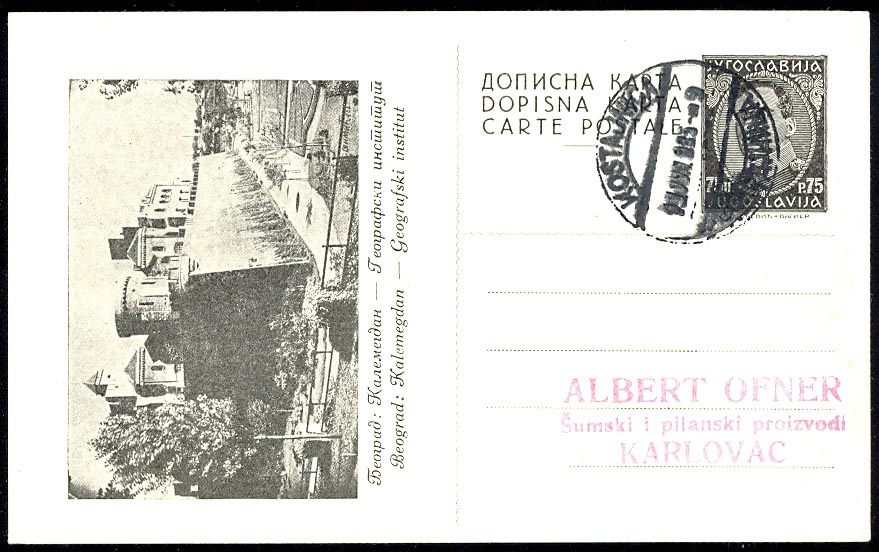 Београд: Калемегдан — Географски институт
Beograd: Kalemegdan — Geografski institut
ДОПИСНА КАРТА
DOPISNA KARTA
CARTE POSTALE
ЈУГОСЛАВИЈА
P.75
JUGOSLAVIJA
ALBERT OFNER
Šumski i pilanski proizvodi
KARLOVAC